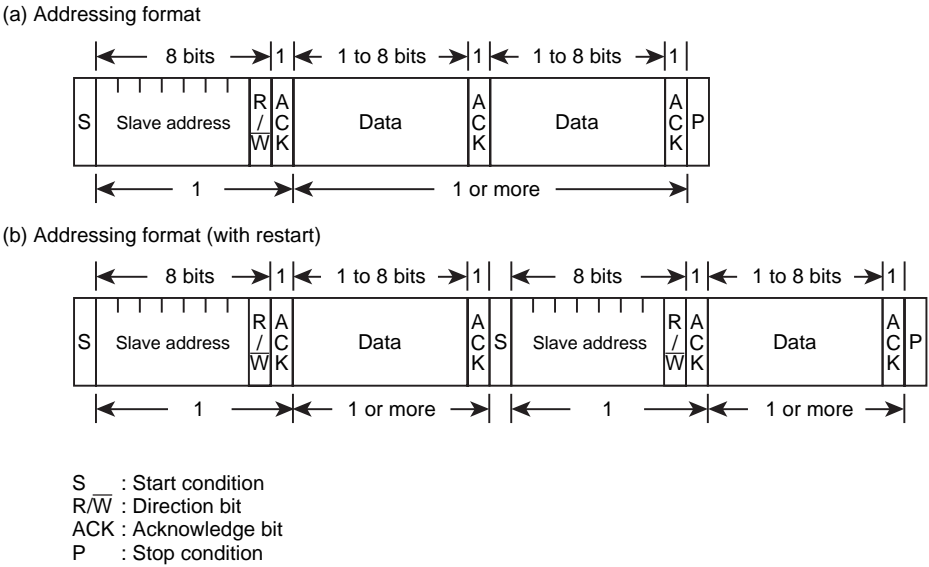 (a) Addressing format
8 bits 1 1 to 8 bits 1 1 to 8 bits 1
S Slave address R/W̅ ACK Data ACK Data ACK P
1 1 or more
(b) Addressing format (with restart)
8 bits 1 1 to 8 bits 1 8 bits 1 1 to 8 bits 1
S Slave address R/W̅ ACK Data ACK S Slave address R/W̅ ACK Data ACK P
1 1 or more 1 1 or more
S : Start condition
R/W̅ : Direction bit
ACK : Acknowledge bit
P : Stop condition